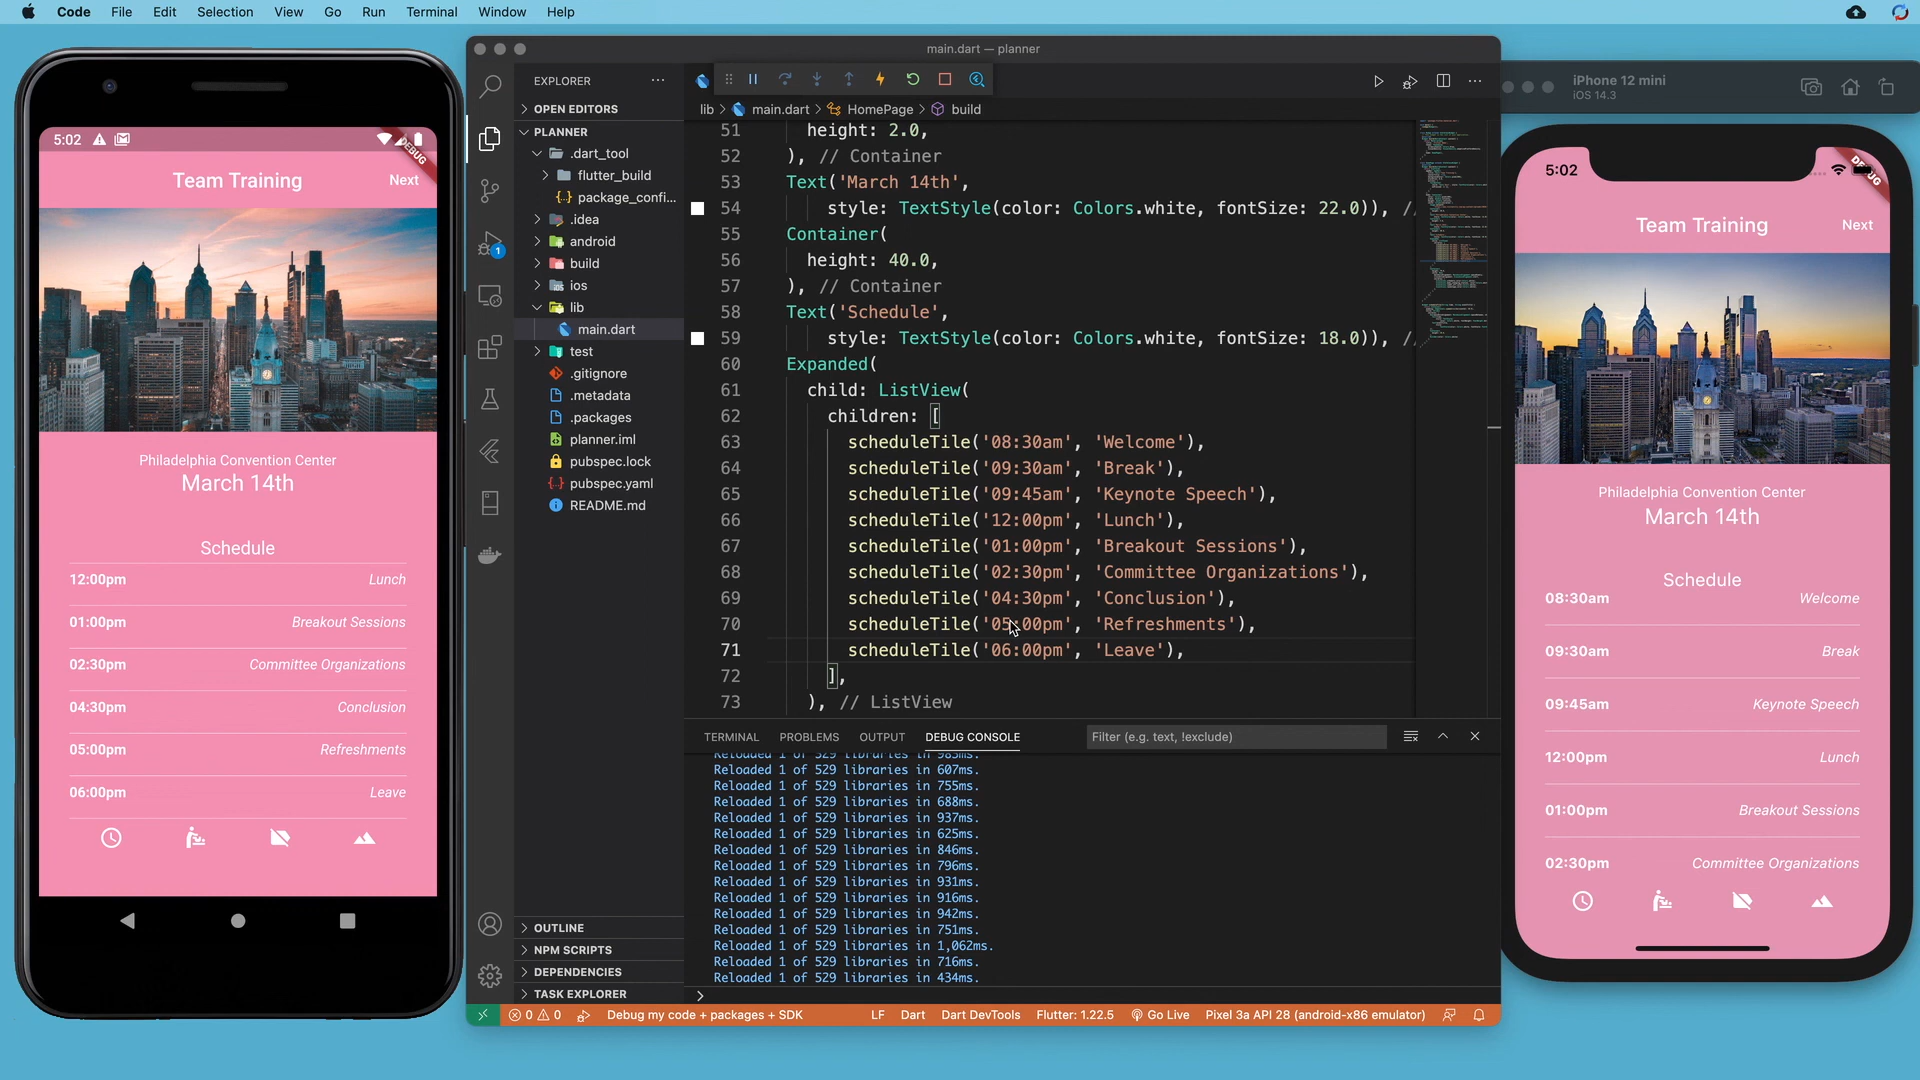 Code File Edit Selection View Go Run Terminal Window Help
5:02
DEBUG
Team Training
Next
Philadelphia Convention Center
March 14th
Schedule
12:00pm Lunch
01:00pm Breakout Sessions
02:30pm Committee Organizations
04:30pm Conclusion
05:00pm Refreshments
06:00pm Leave
main.dart — planner
EXPLORER
OPEN EDITORS
PLANNER
.dart_tool
flutter_build
package_confi...
.idea
android
build
ios
lib
main.dart
test
.gitignore
.metadata
.packages
planner.iml
pubspec.lock
pubspec.yaml
README.md
1
OUTLINE
NPM SCRIPTS
DEPENDENCIES
TASK EXPLORER
lib > main.dart > HomePage > build
51 height: 2.0,
52 ), // Container
53 Text('March 14th',
54 style: TextStyle(color: Colors.white, fontSize: 22.0)), //
55 Container(
56 height: 40.0,
57 ), // Container
58 Text('Schedule',
59 style: TextStyle(color: Colors.white, fontSize: 18.0)), //
60 Expanded(
61 child: ListView(
62 children: [
63 scheduleTile('08:30am', 'Welcome'),
64 scheduleTile('09:30am', 'Break'),
65 scheduleTile('09:45am', 'Keynote Speech'),
66 scheduleTile('12:00pm', 'Lunch'),
67 scheduleTile('01:00pm', 'Breakout Sessions'),
68 scheduleTile('02:30pm', 'Committee Organizations'),
69 scheduleTile('04:30pm', 'Conclusion'),
70 scheduleTile('05:00pm', 'Refreshments'),
71 scheduleTile('06:00pm', 'Leave'),
72 ],
73 ), // ListView
TERMINAL PROBLEMS OUTPUT DEBUG CONSOLE
Filter (e.g. text, !exclude)
Reloaded 1 of 529 libraries in 983ms.
Reloaded 1 of 529 libraries in 607ms.
Reloaded 1 of 529 libraries in 755ms.
Reloaded 1 of 529 libraries in 688ms.
Reloaded 1 of 529 libraries in 937ms.
Reloaded 1 of 529 libraries in 625ms.
Reloaded 1 of 529 libraries in 846ms.
Reloaded 1 of 529 libraries in 796ms.
Reloaded 1 of 529 libraries in 931ms.
Reloaded 1 of 529 libraries in 916ms.
Reloaded 1 of 529 libraries in 942ms.
Reloaded 1 of 529 libraries in 751ms.
Reloaded 1 of 529 libraries in 1,062ms.
Reloaded 1 of 529 libraries in 716ms.
Reloaded 1 of 529 libraries in 434ms.
0 0 Debug my code + packages + SDK LF Dart Dart DevTools Flutter: 1.22.5 Go Live Pixel 3a API 28 (android-x86 emulator)
iPhone 12 mini
iOS 14.3
5:02
Team Training
Next
Philadelphia Convention Center
March 14th
Schedule
08:30am Welcome
09:30am Break
09:45am Keynote Speech
12:00pm Lunch
01:00pm Breakout Sessions
02:30pm Committee Organizations